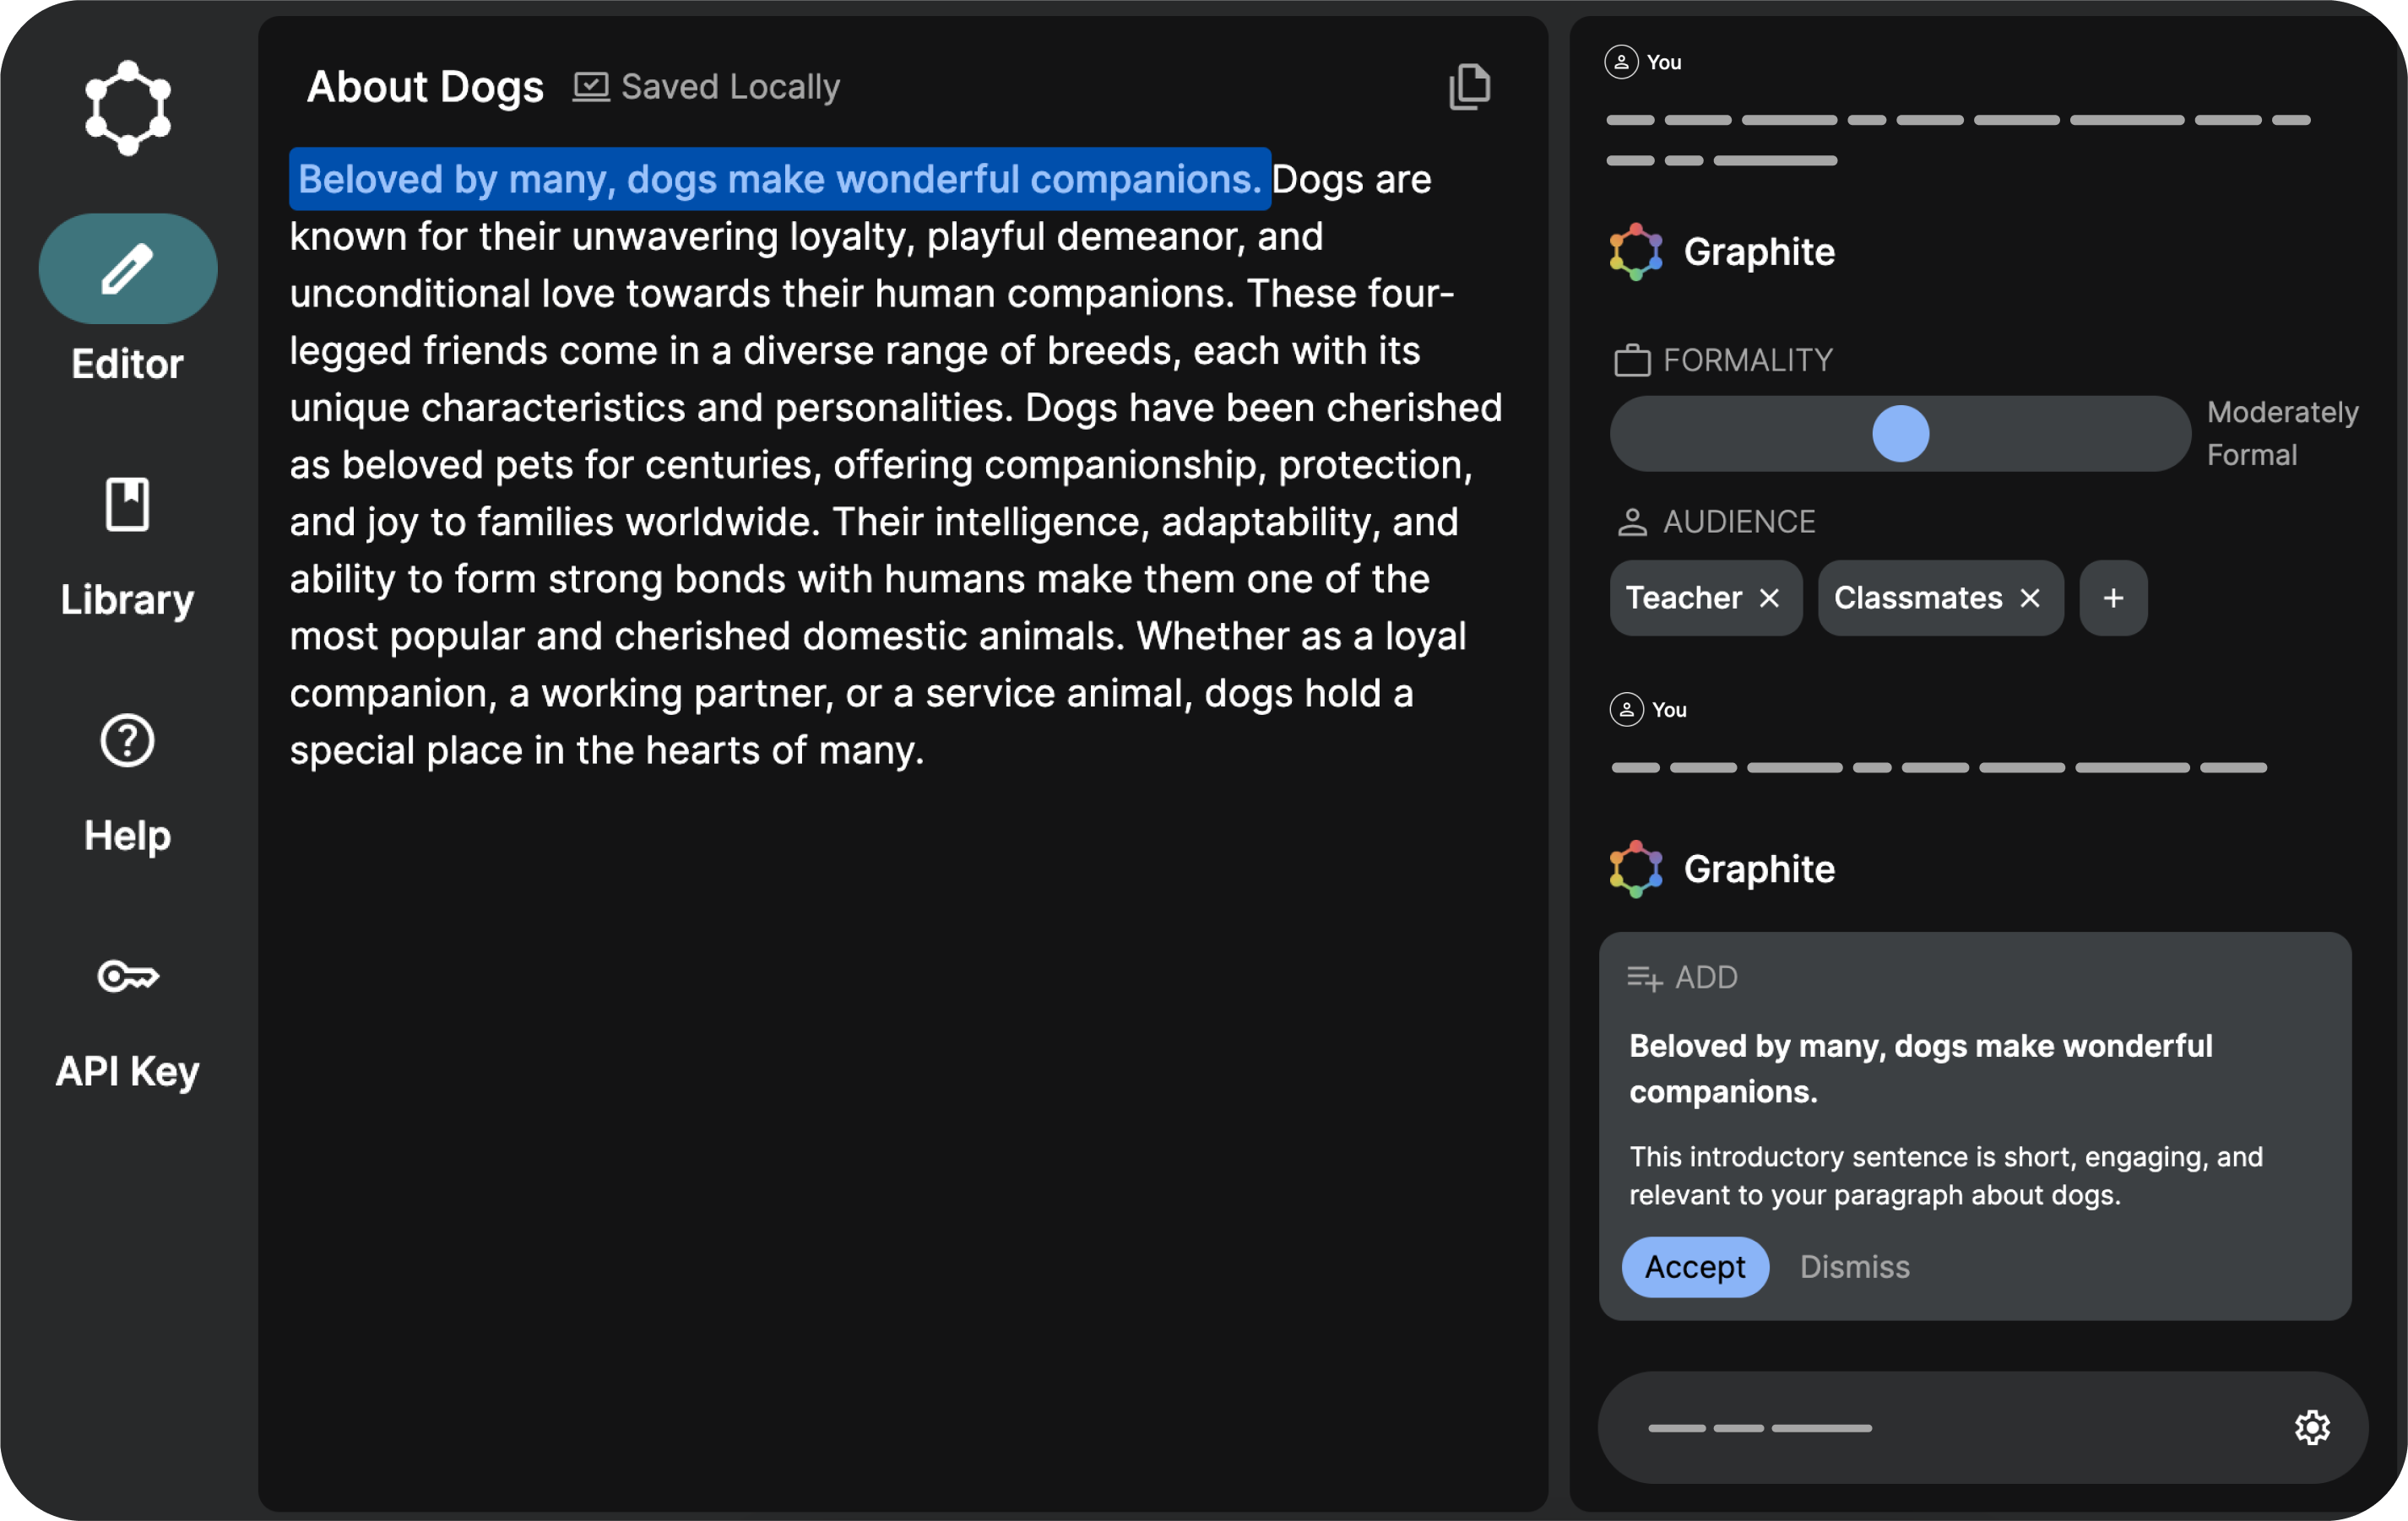 Editor
Library
Help
API Key
About Dogs
Saved Locally
Beloved by many, dogs make wonderful companions. Dogs are
known for their unwavering loyalty, playful demeanor, and
unconditional love towards their human companions. These four-
legged friends come in a diverse range of breeds, each with its
unique characteristics and personalities. Dogs have been cherished
as beloved pets for centuries, offering companionship, protection,
and joy to families worldwide. Their intelligence, adaptability, and
ability to form strong bonds with humans make them one of the
most popular and cherished domestic animals. Whether as a loyal
companion, a working partner, or a service animal, dogs hold a
special place in the hearts of many.
You
Graphite
FORMALITY
Moderately
Formal
AUDIENCE
Teacher
Classmates
You
Graphite
ADD
Beloved by many, dogs make wonderful
companions.
This introductory sentence is short, engaging, and
relevant to your paragraph about dogs.
Accept
Dismiss